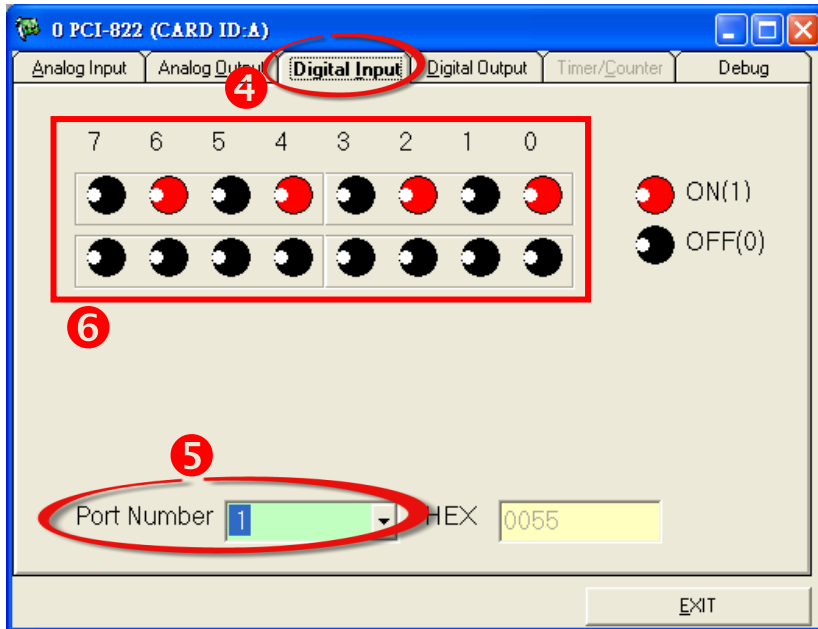 0 PCI-822 (CARD ID:A)
Analog Input Analog Output Digital Input Digital Output Timer/Counter Debug
4
7 6 5 4 3 2 1 0
ON(1)
OFF(0)
6
5
Port Number 1 HEX 0055
EXIT